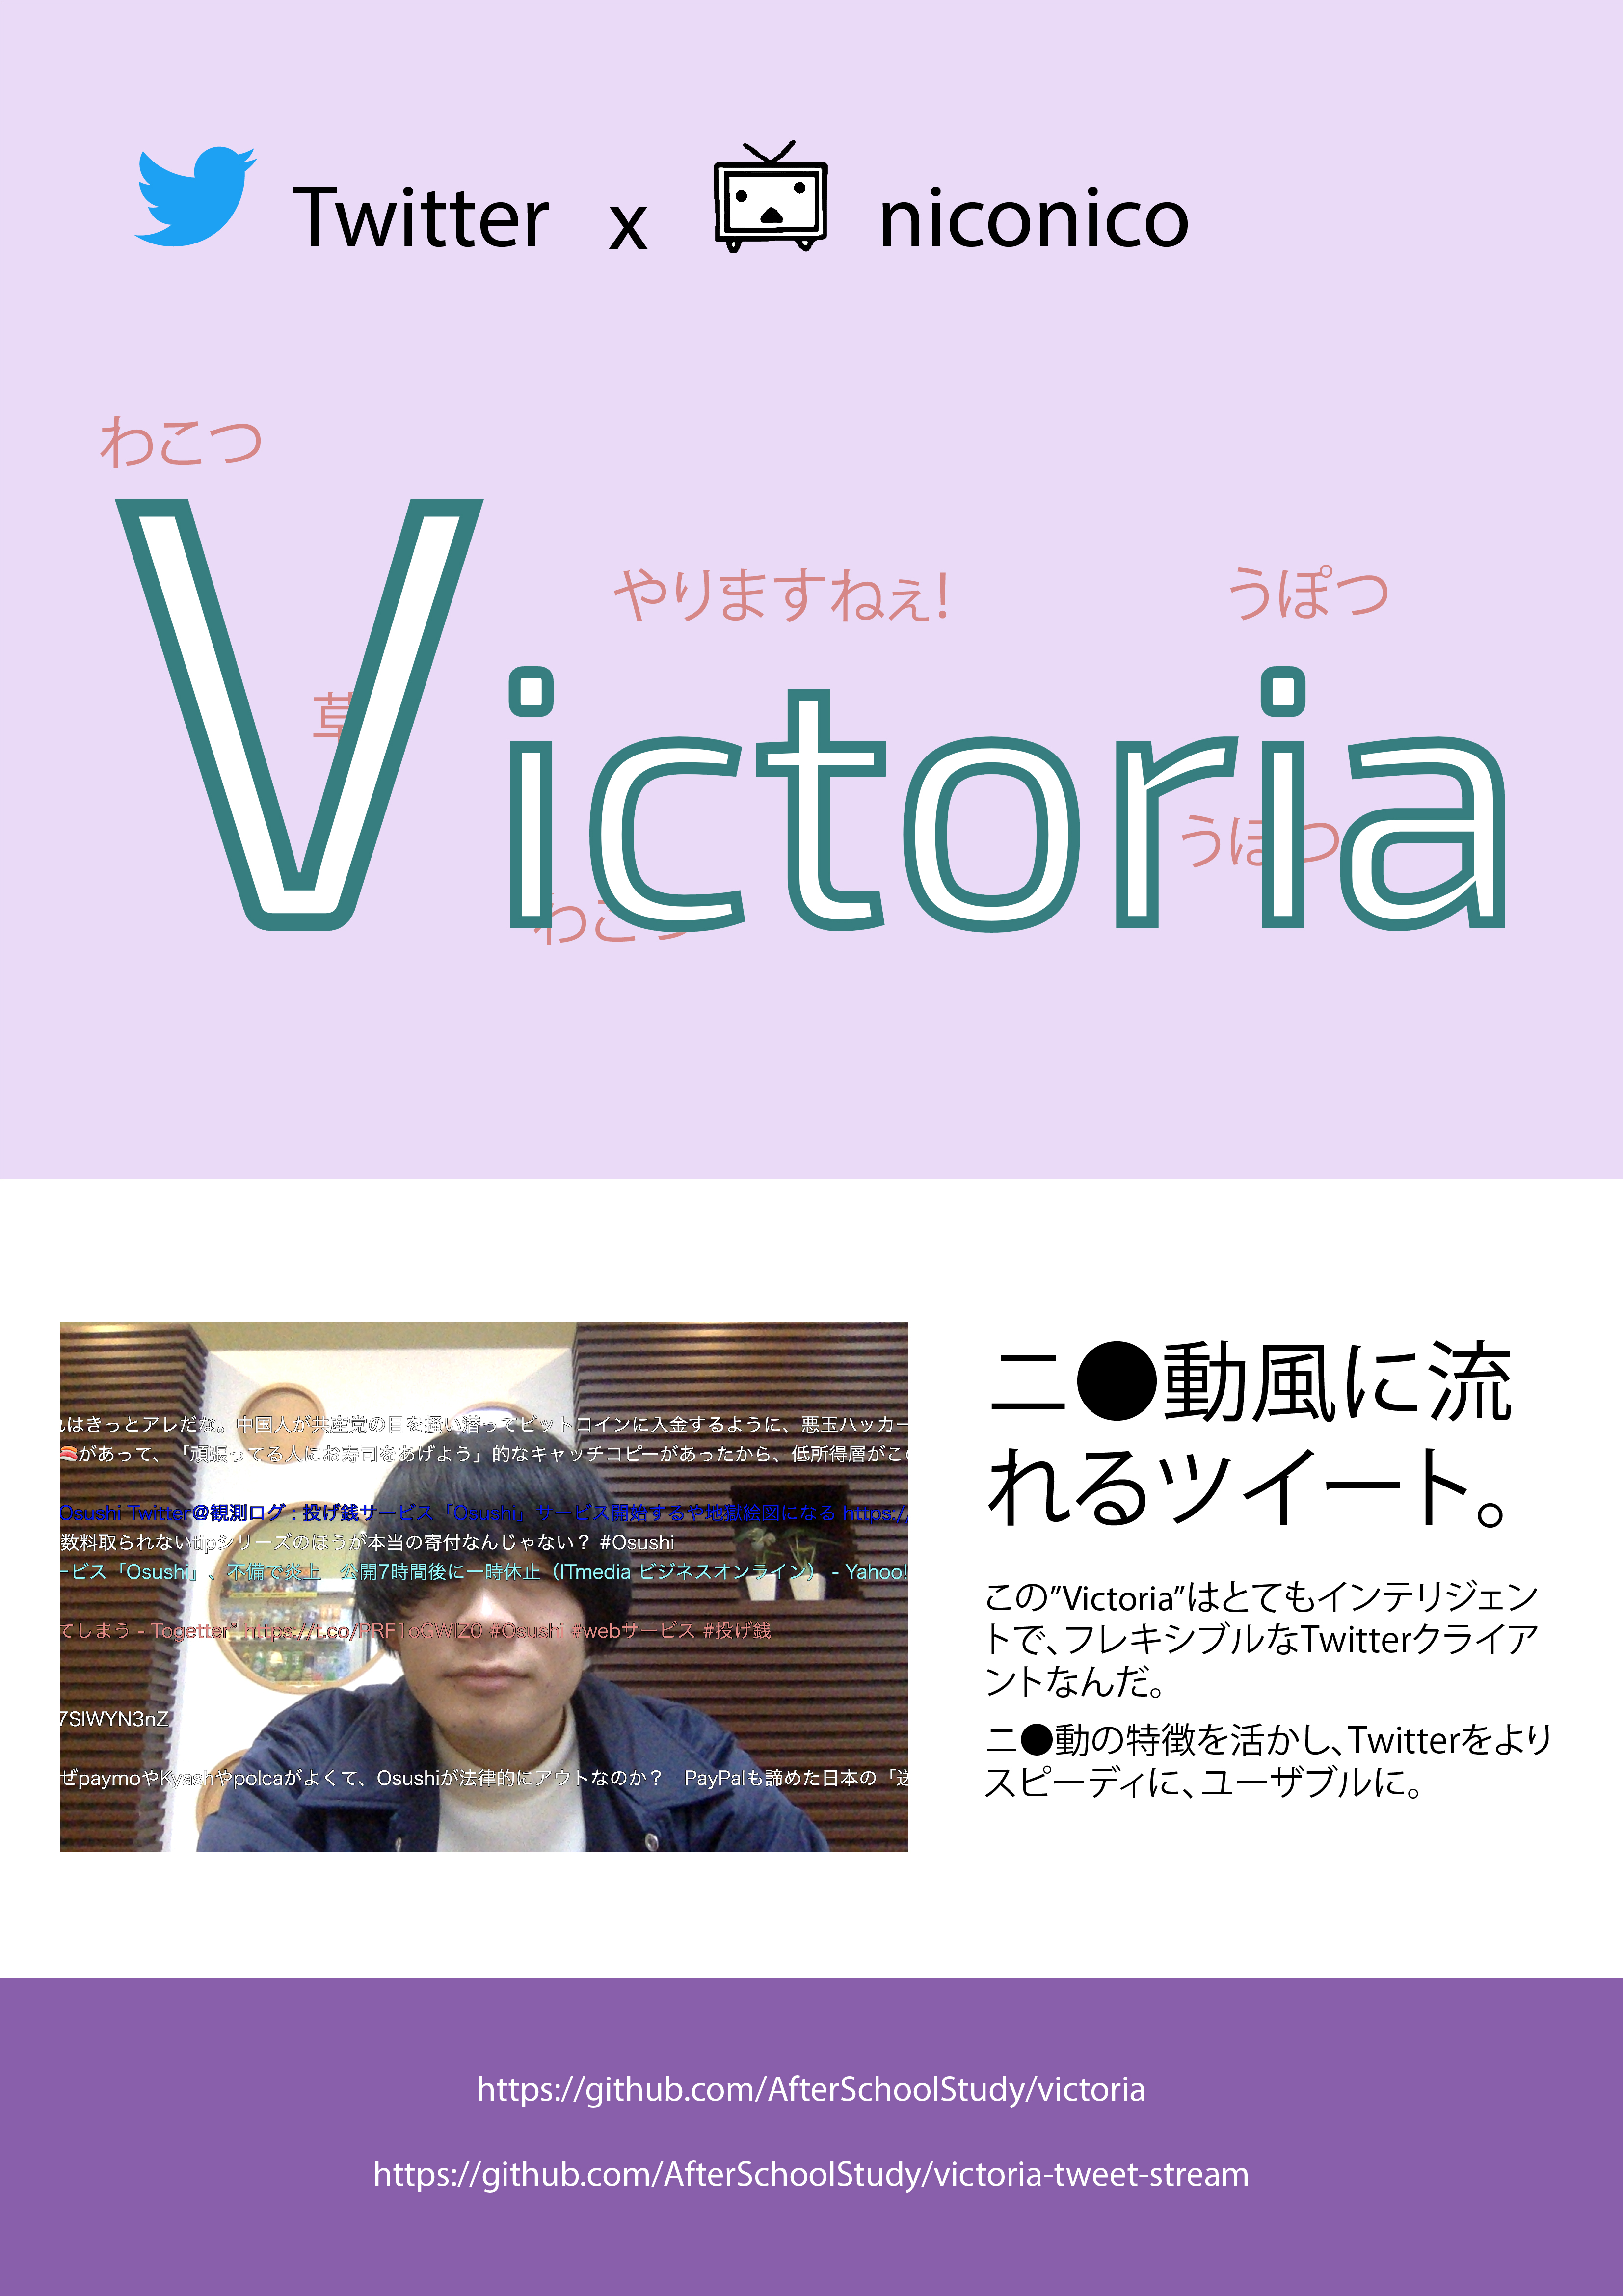 Twitter x niconico
わこつ
やりますねぇ!
うぽつ
草
Victoria
うぽつ
わこつ
ニ●動風に流
れるツイート。
この”Victoria”はとてもインテリジェン
トで、フレキシブルなTwitterクライア
ントなんだ。
ニ●動の特徴を活かし、Twitterをより
スピーディに、ユーザブルに。
はきっとアレだな。中国人が共産党の目を掻い潜ってビットコインに入金するように、悪玉ハッカー
🍣があって、「頑張ってる人にお寿司をあげよう」的なキャッチコピーがあったから、低所得層がこ
Osushi Twitter@観測ログ : 投げ銭サービス「Osushi」サービス開始するや地獄絵図になる https:/
数料取られないtipシリーズのほうが本当の寄付なんじゃない？ #Osushi
ービス「Osushi」、不備で炎上　公開7時間後に一時休止（ITmedia ビジネスオンライン） - Yahoo!
てしまう - Togetter" https://t.co/PRF1oGWlZ0 #Osushi #webサービス #投げ銭
7SlWYN3nZ
ぜpaymoやKyashやpolcaがよくて、Osushiが法律的にアウトなのか？　PayPalも諦めた日本の「送
https://github.com/AfterSchoolStudy/victoria
https://github.com/AfterSchoolStudy/victoria-tweet-stream